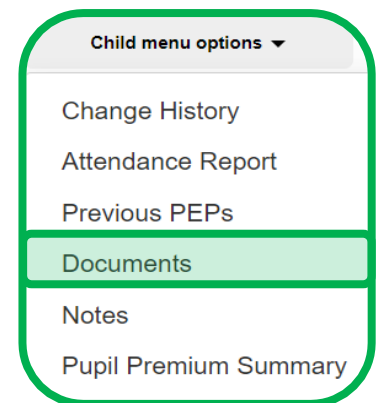 Child menu options
Change History
Attendance Report
Previous PEPs
Documents
Notes
Pupil Premium Summary